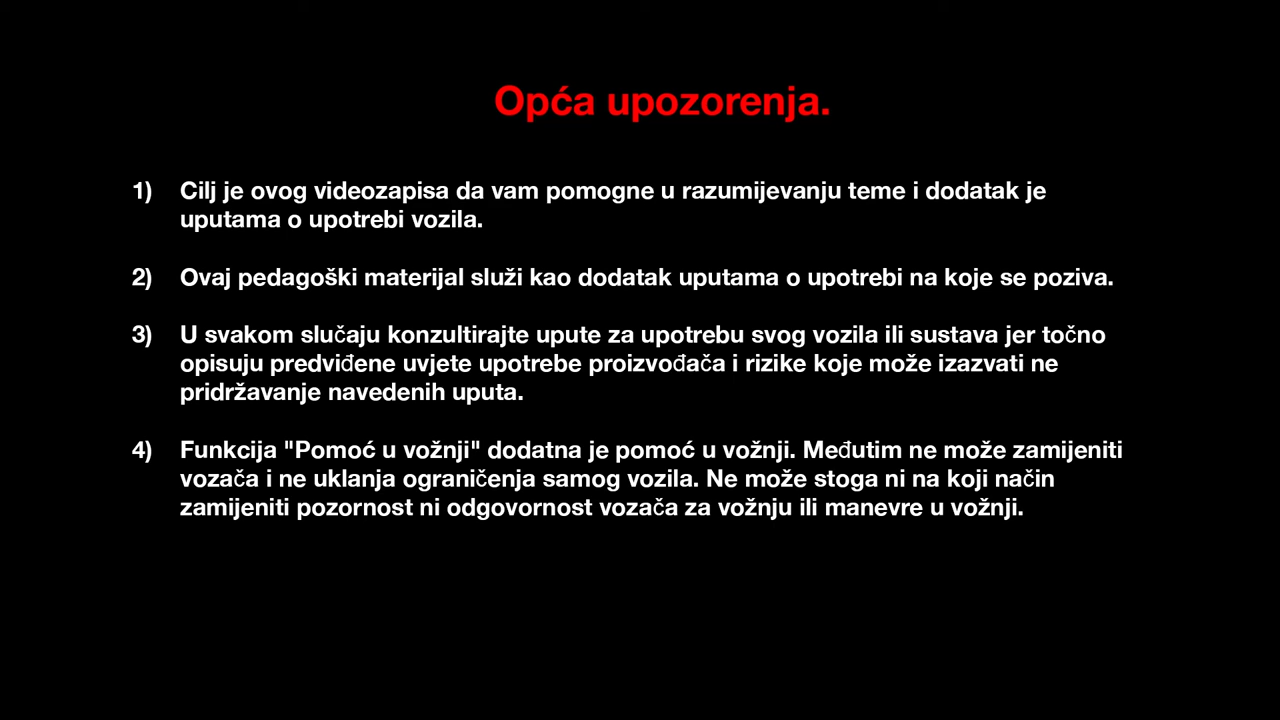 Opća upozorenja.
1) Cilj je ovog videozapisa da vam pomogne u razumijevanju teme i dodatak je
uputama o upotrebi vozila.
2) Ovaj pedagoški materijal služi kao dodatak uputama o upotrebi na koje se poziva.
3) U svakom slučaju konzultirajte upute za upotrebu svog vozila ili sustava jer točno
opisuju predviđene uvjete upotrebe proizvođača i rizike koje može izazvati ne
pridržavanje navedenih uputa.
4) Funkcija "Pomoć u vožnji" dodatna je pomoć u vožnji. Međutim ne može zamijeniti
vozača i ne uklanja ograničenja samog vozila. Ne može stoga ni na koji način
zamijeniti pozornost ni odgovornost vozača za vožnju ili manevre u vožnji.